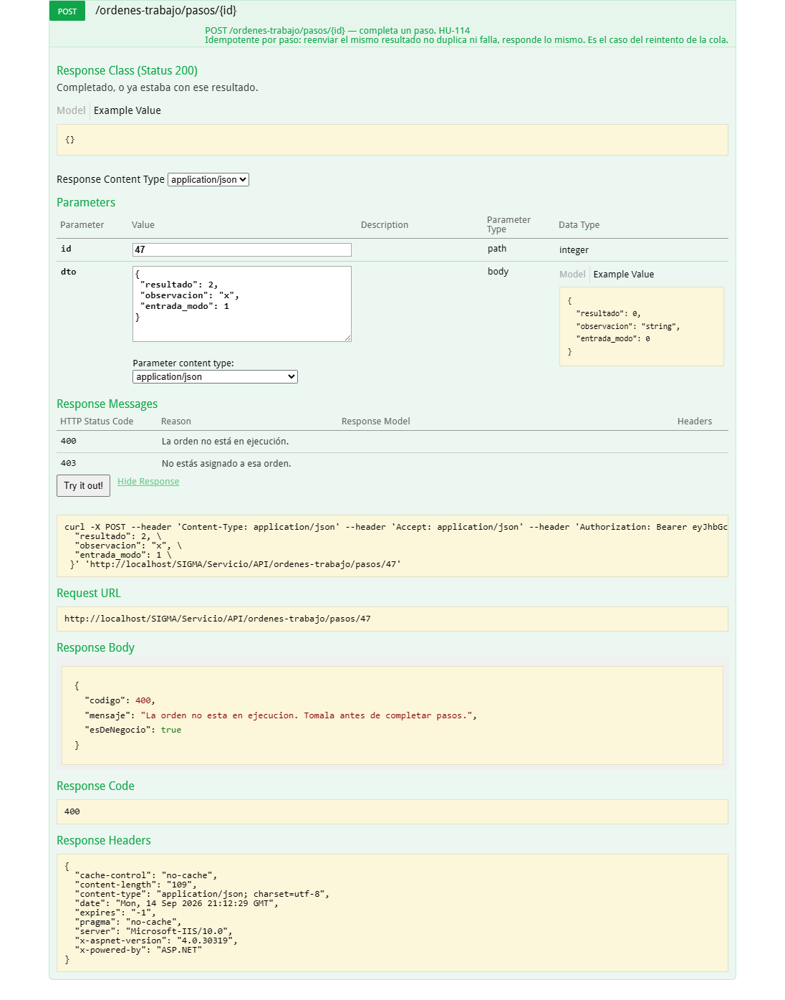 POST /ordenes-trabajo/pasos/{id}
POST /ordenes-trabajo/pasos/{id} — completa un paso. HU-114
Idempotente por paso: reenviar el mismo resultado no duplica ni falla, responde lo mismo. Es el caso del reintento de la cola.
Response Class (Status 200)
Completado, o ya estaba con ese resultado.
Model Example Value
{}
Response Content Type application/json
Parameters
Parameter Value Description Parameter Type Data Type
id 47 path integer
dto body Model Example Value
{
"resultado": 2,
"observacion": "x",
"entrada_modo": 1
}
{
"resultado": 0,
"observacion": "string",
"entrada_modo": 0
}
Parameter content type:
application/json
Response Messages
HTTP Status Code Reason Response Model Headers
400 La orden no está en ejecución.
403 No estás asignado a esa orden.
Try it out! Hide Response
curl -X POST --header 'Content-Type: application/json' --header 'Accept: application/json' --header 'Authorization: Bearer eyJhbGc
"resultado": 2, \
"observacion": "x", \
"entrada_modo": 1 \
}' 'http://localhost/SIGMA/Servicio/API/ordenes-trabajo/pasos/47'
Request URL
http://localhost/SIGMA/Servicio/API/ordenes-trabajo/pasos/47
Response Body
{
"codigo": 400,
"mensaje": "La orden no esta en ejecucion. Tomala antes de completar pasos.",
"esDeNegocio": true
}
Response Code
400
Response Headers
{
"cache-control": "no-cache",
"content-length": "109",
"content-type": "application/json; charset=utf-8",
"date": "Mon, 14 Sep 2026 21:12:29 GMT",
"expires": "-1",
"pragma": "no-cache",
"server": "Microsoft-IIS/10.0",
"x-aspnet-version": "4.0.30319",
"x-powered-by": "ASP.NET"
}